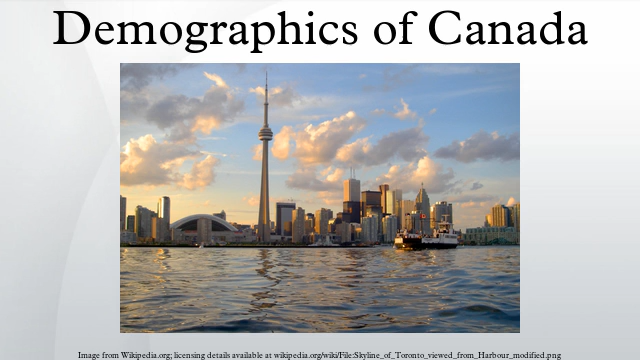 Demographics of Canada
Image from Wikipedia.org; licensing details available at wikipedia.org/wiki/File:Skyline_of_Toronto_viewed_from_Harbour_modified.png